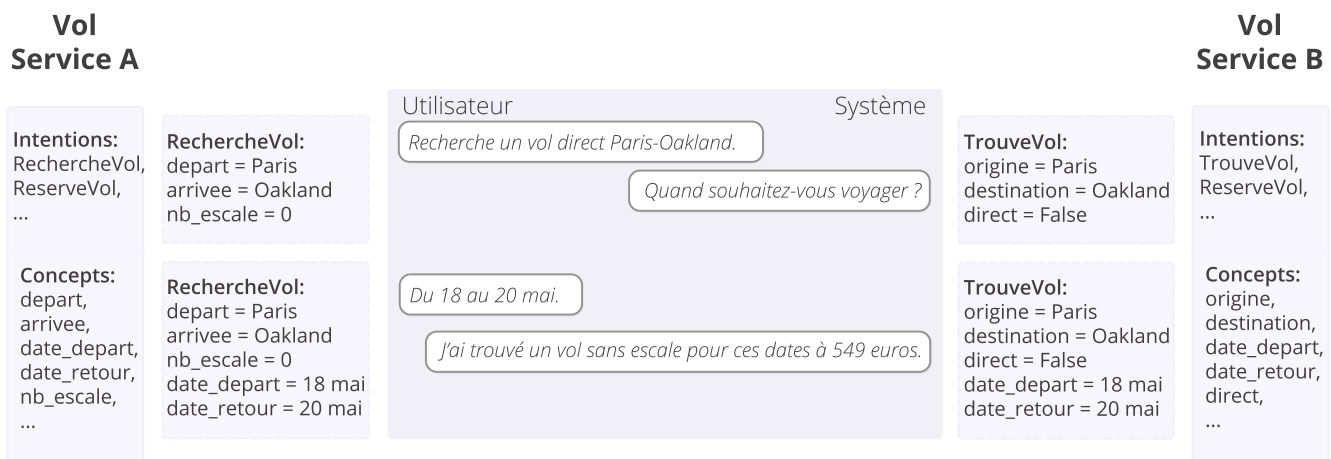 Vol
Service A
Intentions:
RechercheVol,
ReserveVol,
...
Concepts:
depart,
arrivee,
date_depart,
date_retour,
nb_escale,
...
RechercheVol:
depart = Paris
arrivee = Oakland
nb_escale = 0
RechercheVol:
depart = Paris
arrivee = Oakland
nb_escale = 0
date_depart = 18 mai
date_retour = 20 mai
Utilisateur
Système
Recherche un vol direct Paris-Oakland.
Quand souhaitez-vous voyager ?
Du 18 au 20 mai.
J'ai trouvé un vol sans escale pour ces dates à 549 euros.
TrouveVol:
origine = Paris
destination = Oakland
direct = False
TrouveVol:
origine = Paris
destination = Oakland
direct = False
date_depart = 18 mai
date_retour = 20 mai
Vol
Service B
Intentions:
TrouveVol,
ReserveVol,
...
Concepts:
origine,
destination,
date_depart,
date_retour,
direct,
...